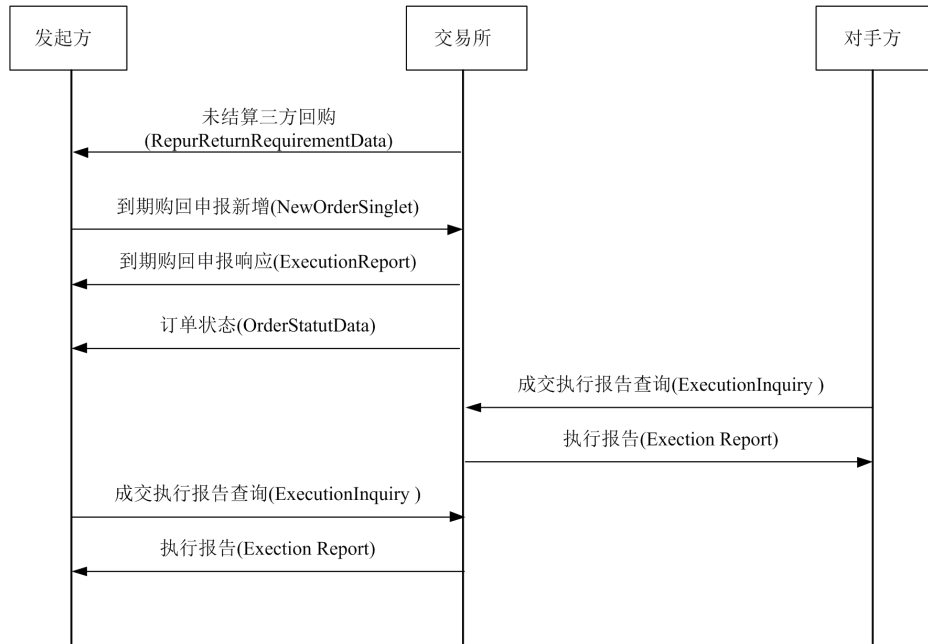 发起方
交易所
对手方
未结算三方回购
(RepurReturnRequirementData)
到期购回申报新增(NewOrderSinglet)
到期购回申报响应(ExecutionReport)
订单状态(OrderStatutData)
成交执行报告查询(ExecutionInquiry )
执行报告(Exection Report)
成交执行报告查询(ExecutionInquiry )
执行报告(Exection Report)